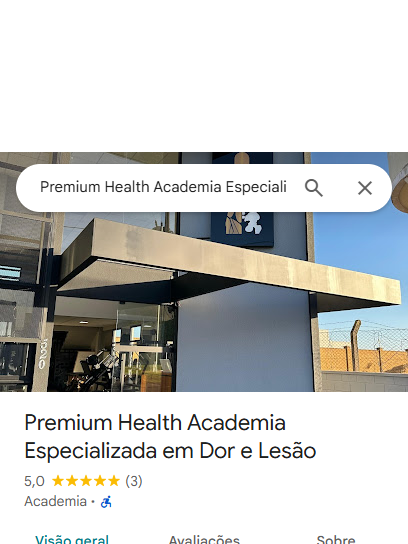 Premium Health Academia Especiali
520
Premium Health Academia
Especializada em Dor e Lesão
5,0 (3)
Academia •
Visão geral Avaliações Sobre